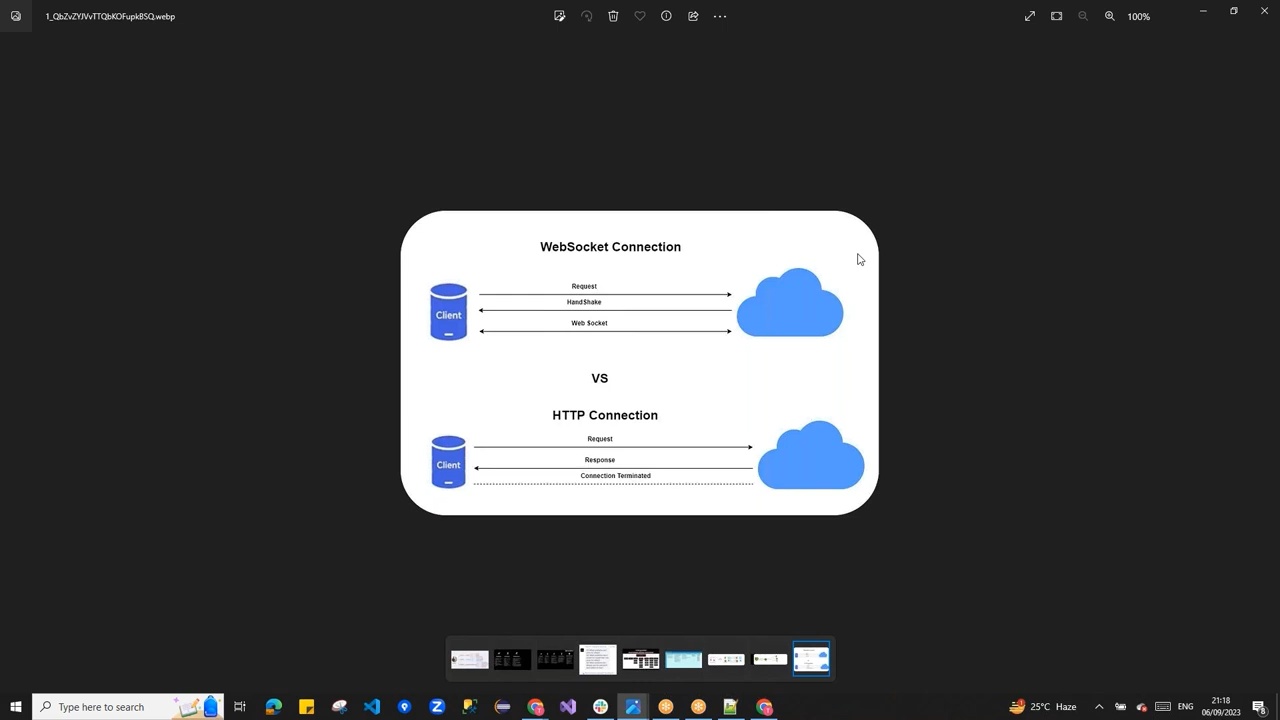 1_QbZvZYJVvTTQbKOFupkBSQ.webp
100%
WebSocket Connection
Request
HandShake
Web Socket
Client
VS
HTTP Connection
Request
Response
Connection Terminated
Client
Type here to search
25°C Haze
ENG
21:18
06/09/2023